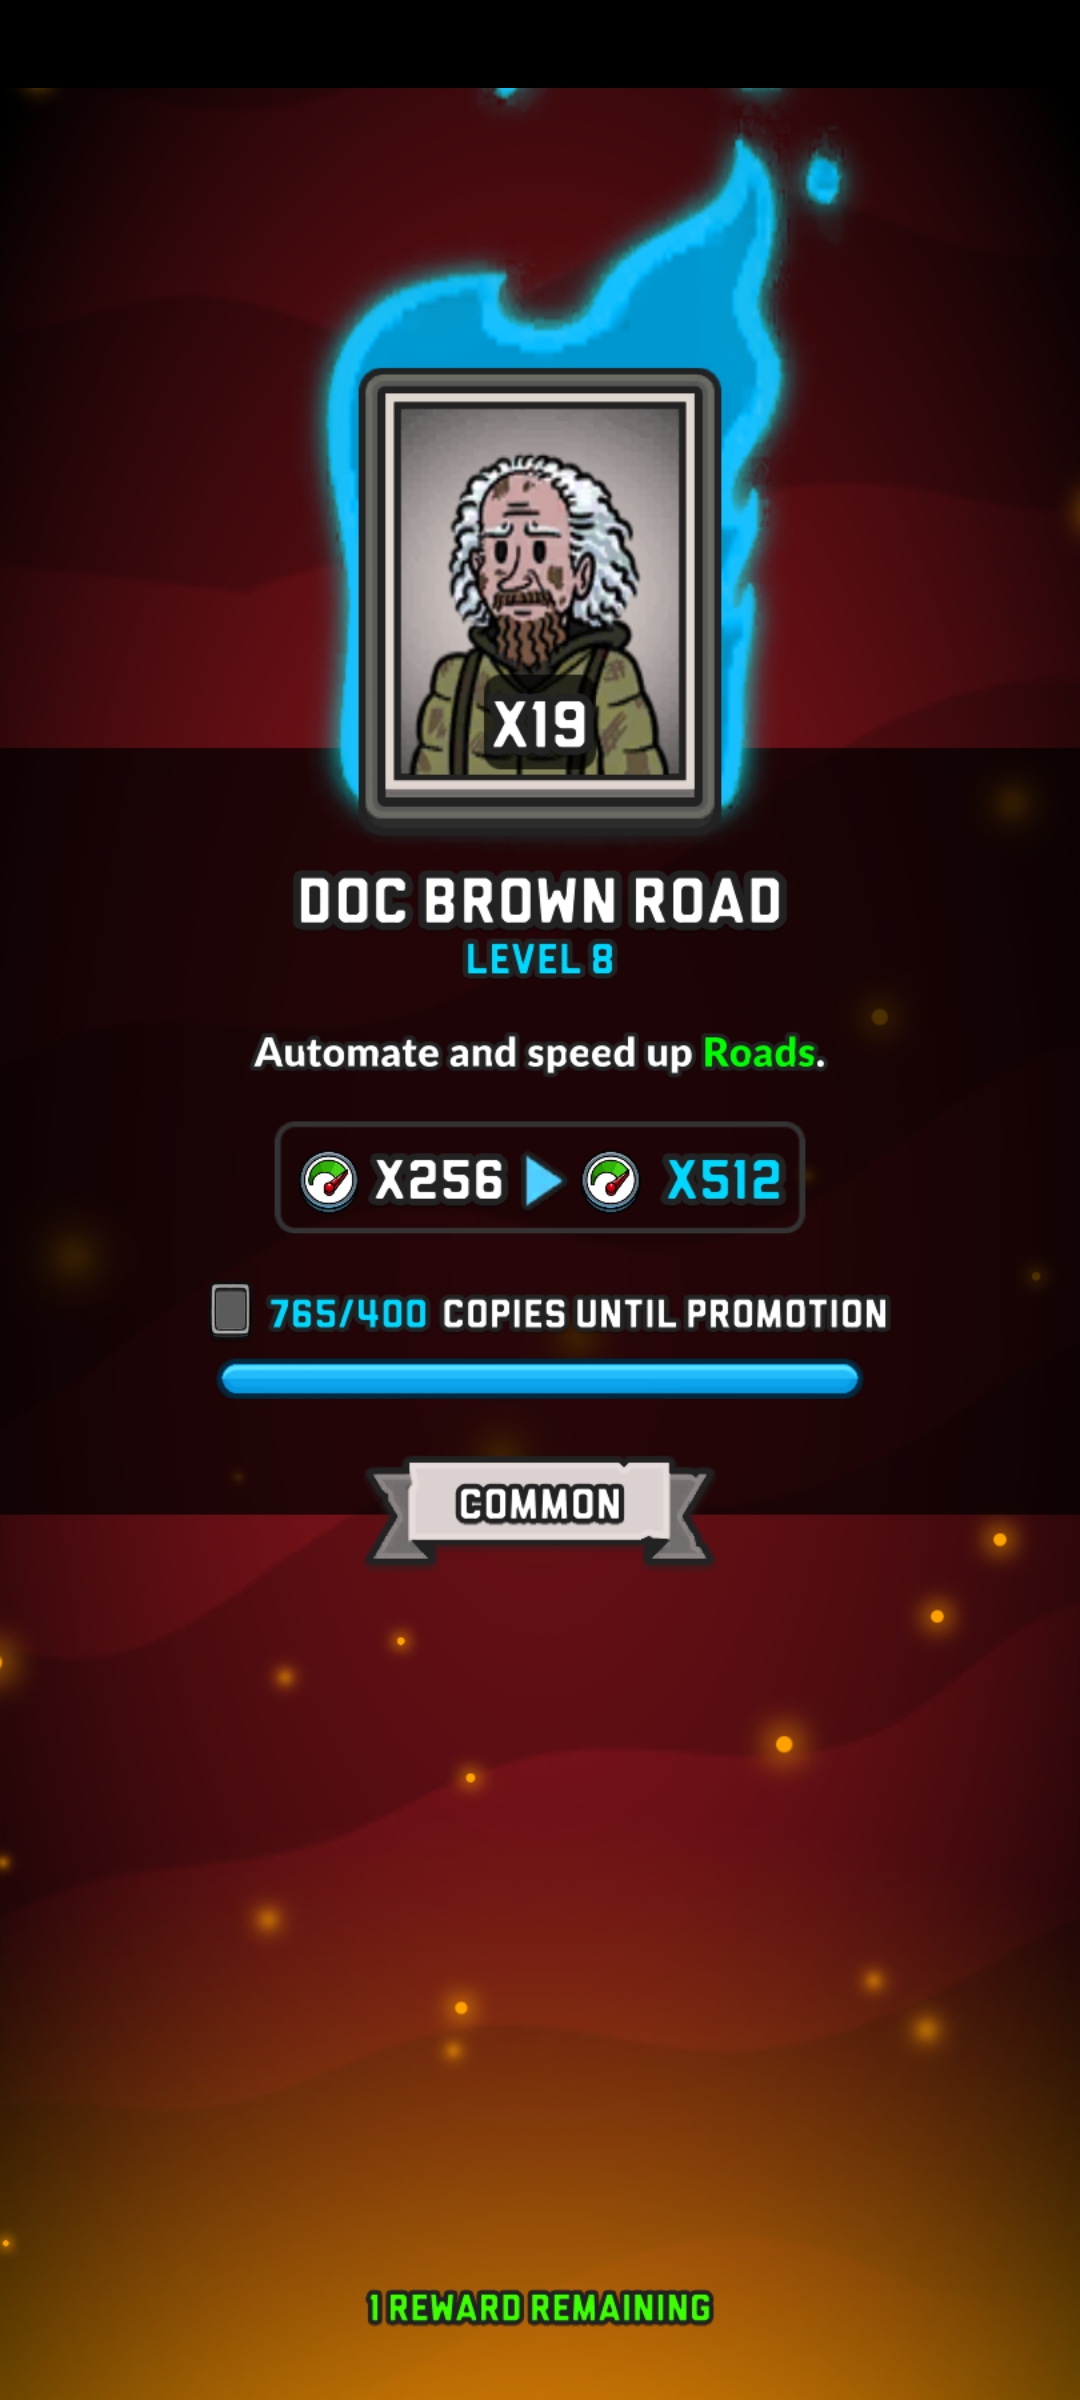 X19
DOC BROWN ROAD
LEVEL 8
Automate and speed up Roads.
X256 X512
765/400 COPIES UNTIL PROMOTION
COMMON
1 REWARD REMAINING